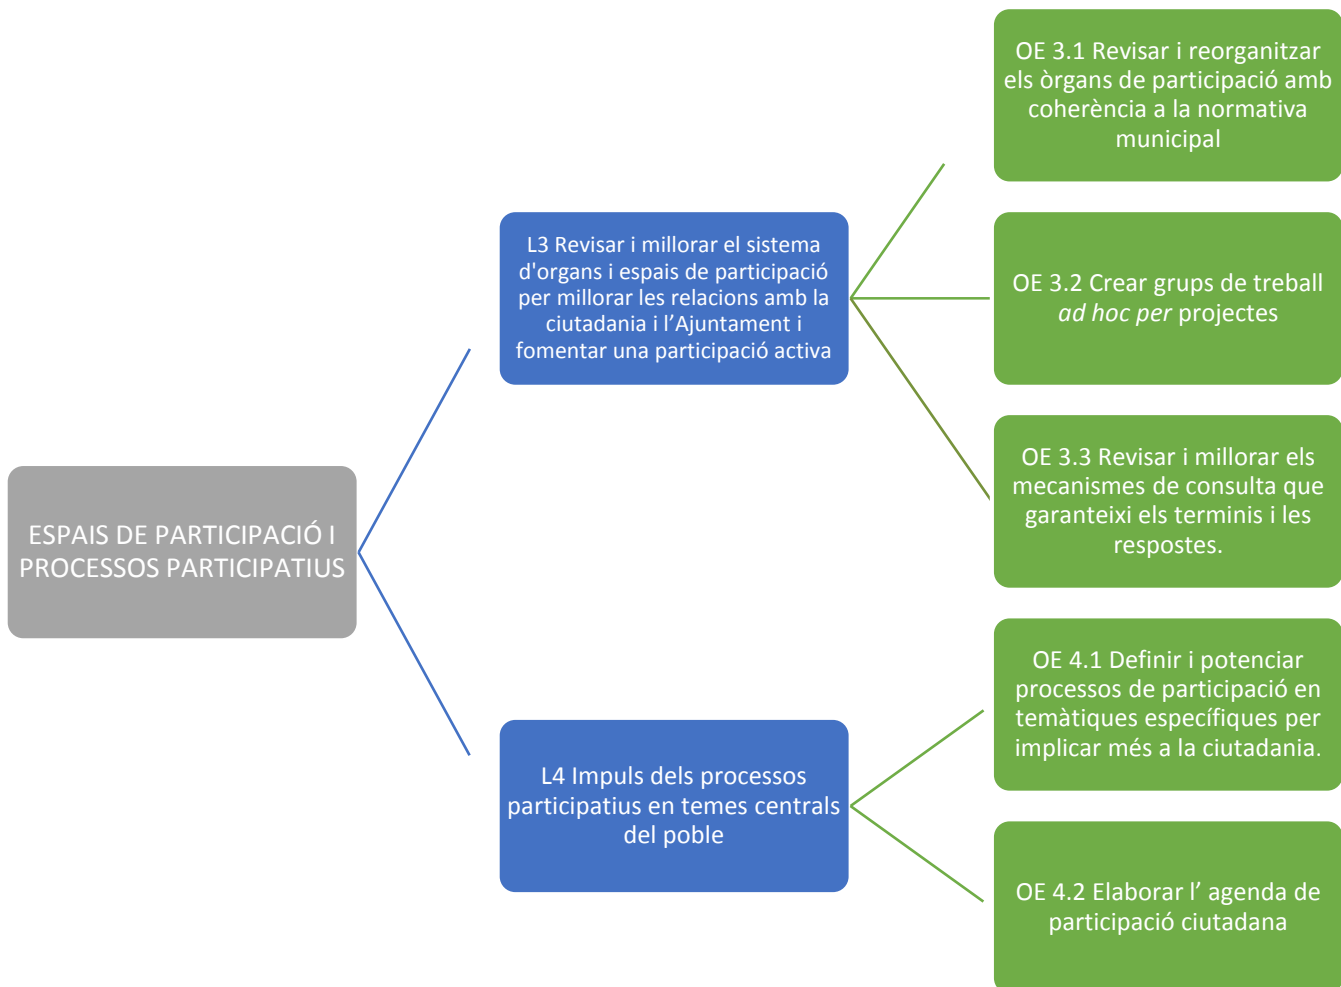 ESPAIS DE PARTICIPACIÓ I
PROCESSOS PARTICIPATIUS
L3 Revisar i millorar el sistema
d'organs i espais de participació
per millorar les relacions amb la
ciutadania i l’Ajuntament i
fomentar una participació activa
OE 3.1 Revisar i reorganitzar
els òrgans de participació amb
coherència a la normativa
municipal
OE 3.2 Crear grups de treball
ad hoc per projectes
OE 3.3 Revisar i millorar els
mecanismes de consulta que
garanteixi els terminis i les
respostes.
L4 Impuls dels processos
participatius en temes centrals
del poble
OE 4.1 Definir i potenciar
processos de participació en
temàtiques específiques per
implicar més a la ciutadania.
OE 4.2 Elaborar l’ agenda de
participació ciutadana